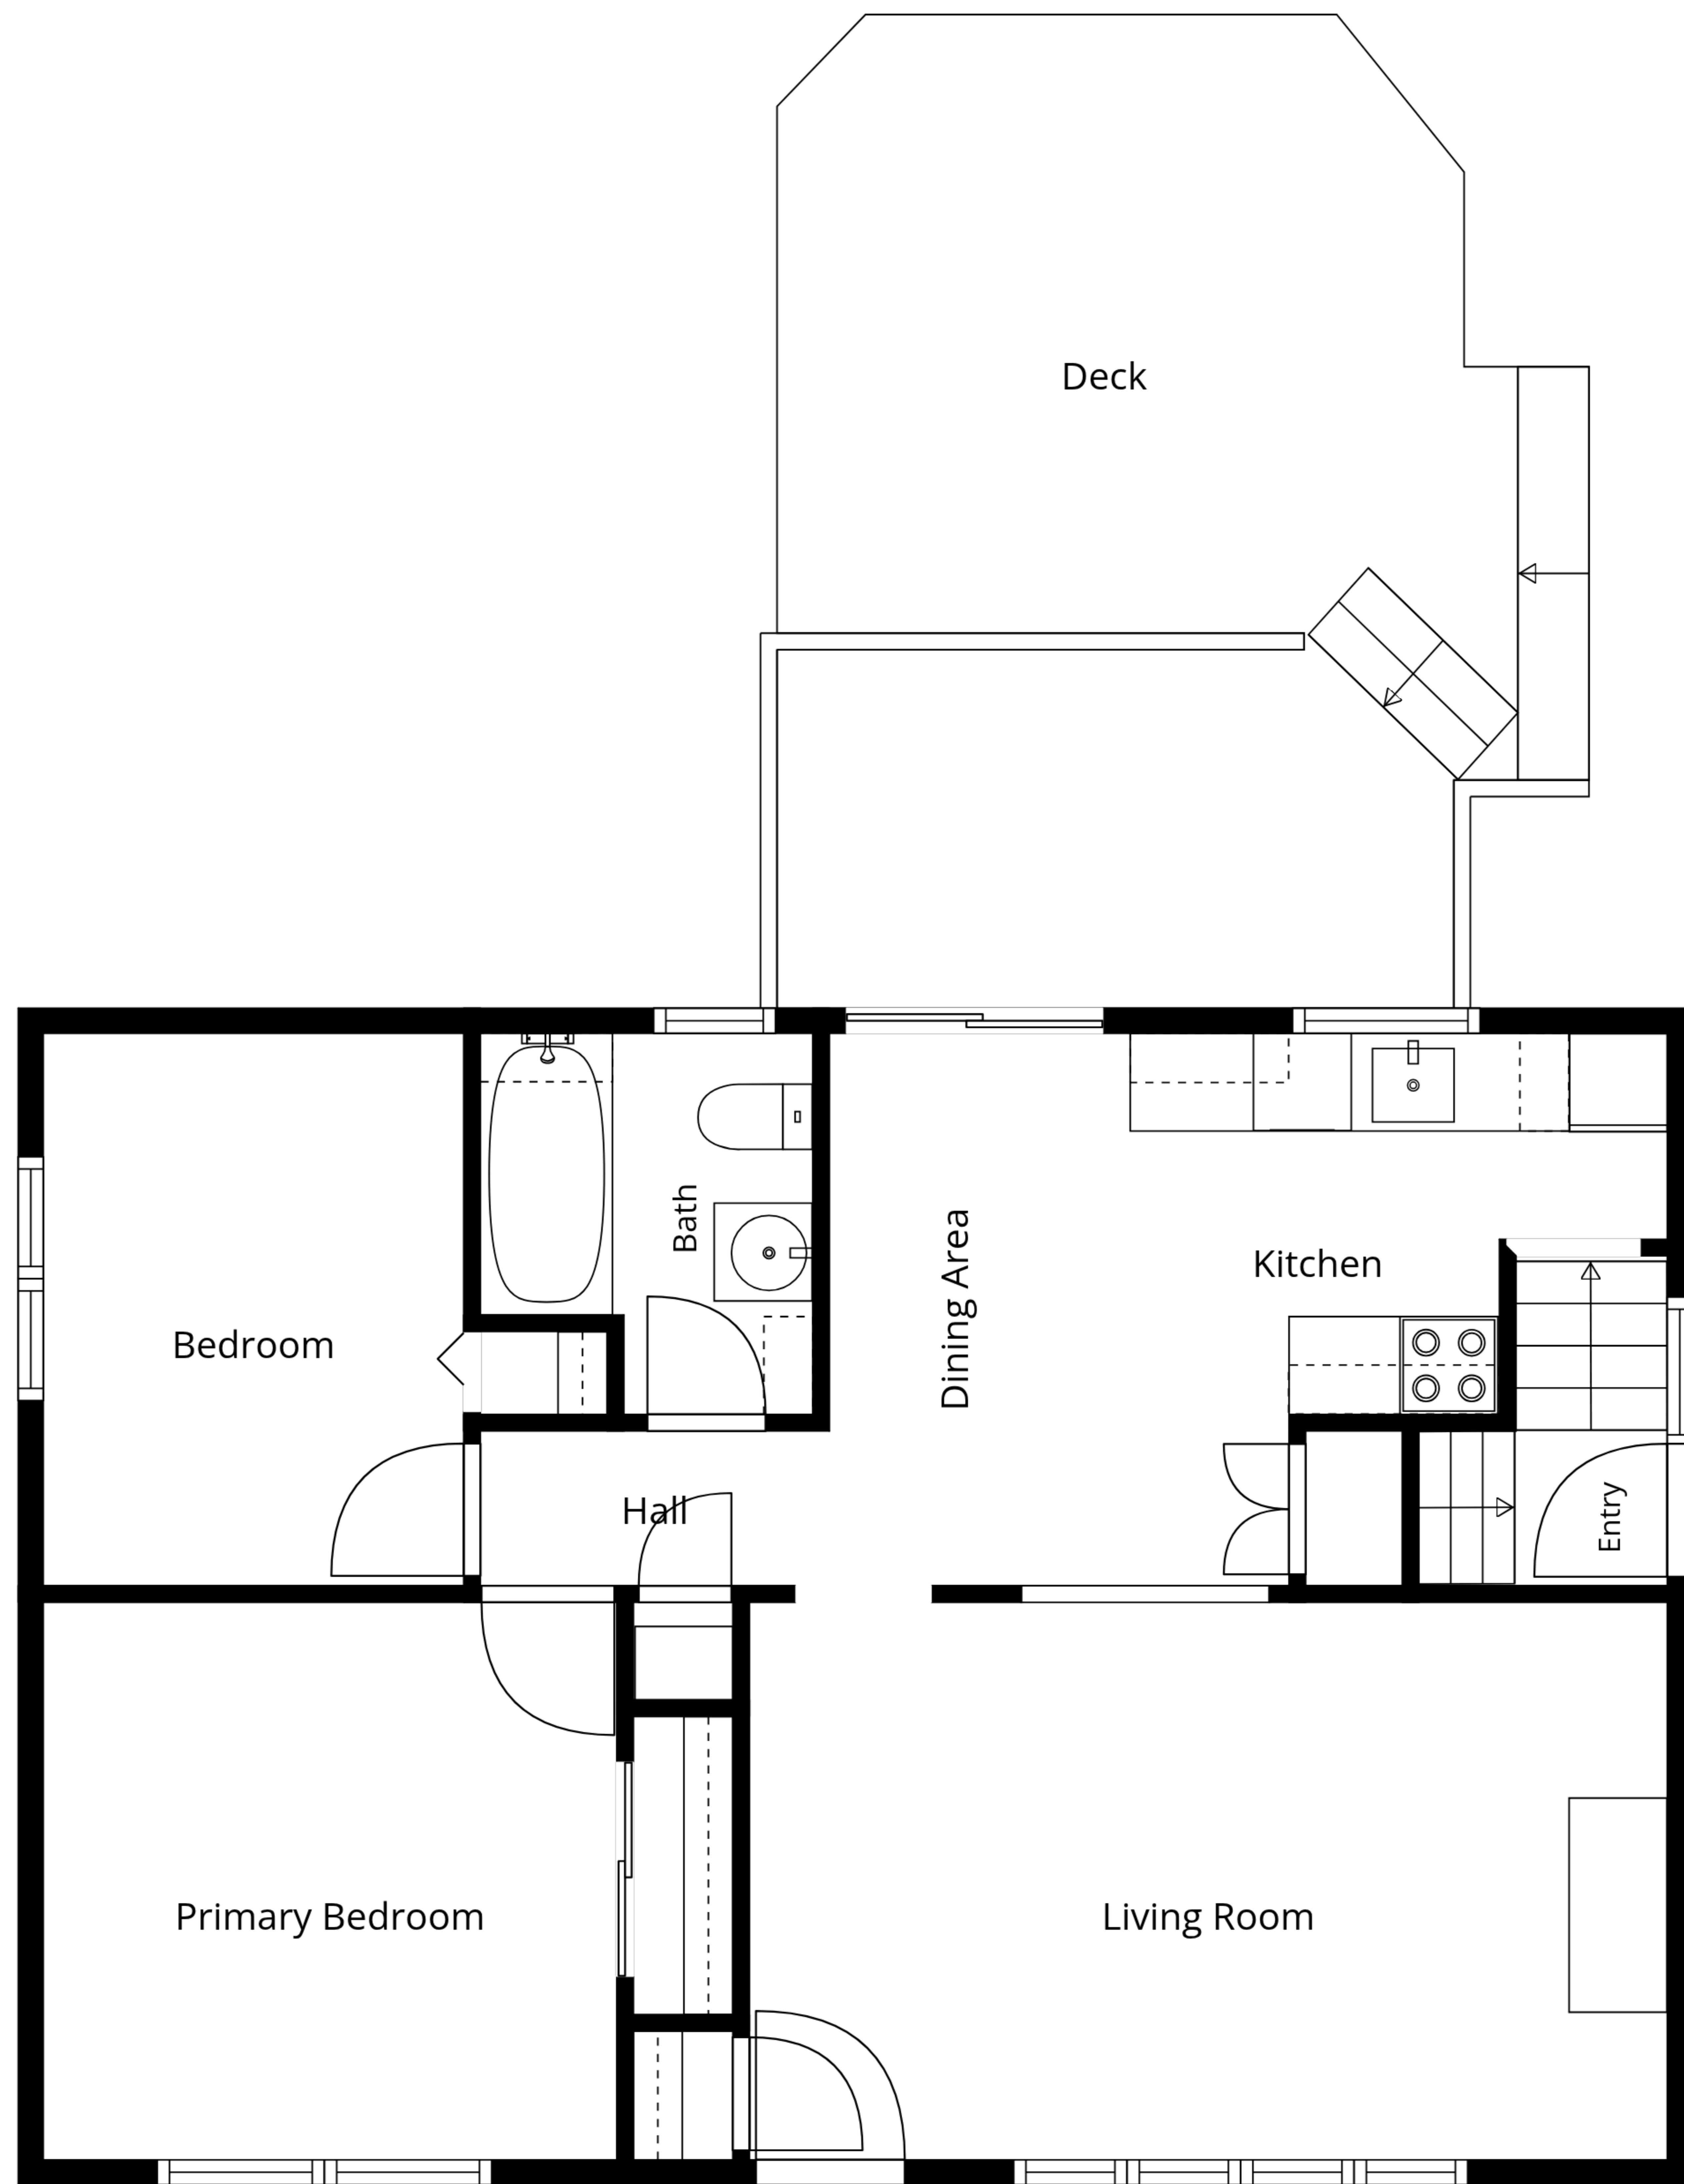 Deck
Bath
Dining Area
Kitchen
Bedroom
Hall
Entry
Primary Bedroom
Living Room